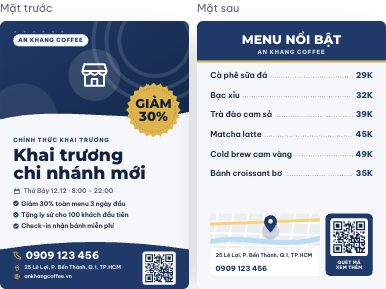 Mặt trước
AN KHANG COFFEE
GIẢM
30%
CHÍNH THỨC KHAI TRƯƠNG
Khai trương
chi nhánh mới
Thứ Bảy 12.12 · 8:00 – 22:00
Giảm 30% toàn menu 3 ngày đầu
Tặng ly sứ cho 100 khách đầu tiên
Check-in nhận bánh miễn phí
0909 123 456
25 Lê Lợi, P. Bến Thành, Q.1, TP.HCM
ankhangcoffee.vn
Mặt sau
MENU NỔI BẬT
AN KHANG COFFEE
Cà phê sữa đá 29K
Bạc xỉu 32K
Trà đào cam sả 39K
Matcha latte 45K
Cold brew cam vàng 49K
Bánh croissant bơ 35K
25 Lê Lợi, P. Bến Thành, Q.1, TP.HCM
0909 123 456
QUÉT MÃ
XEM THÊM